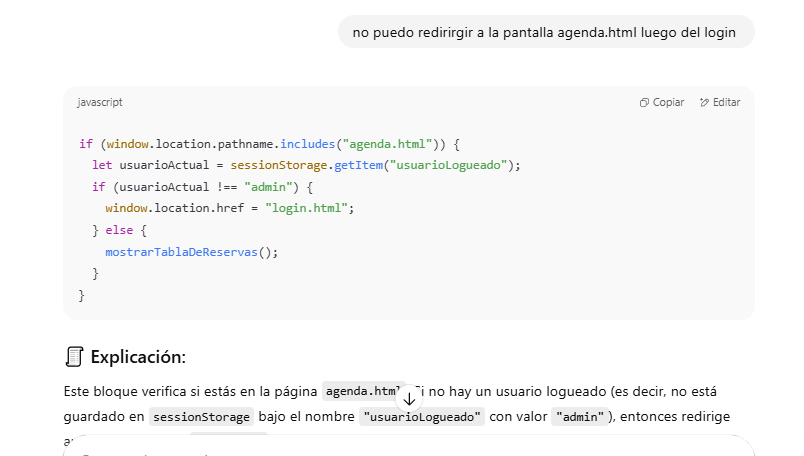 no puedo redirirgir a la pantalla agenda.html luego del login
javascript
Copiar
Editar
if (window.location.pathname.includes("agenda.html")) {
let usuarioActual = sessionStorage.getItem("usuarioLogueado");
if (usuarioActual !== "admin") {
window.location.href = "login.html";
} else {
mostrarTablaDeReservas();
}
}
Explicación:
Este bloque verifica si estás en la página agenda.html. Si no hay un usuario logueado (es decir, no está
guardado en sessionStorage bajo el nombre "usuarioLogueado" con valor "admin"), entonces redirige